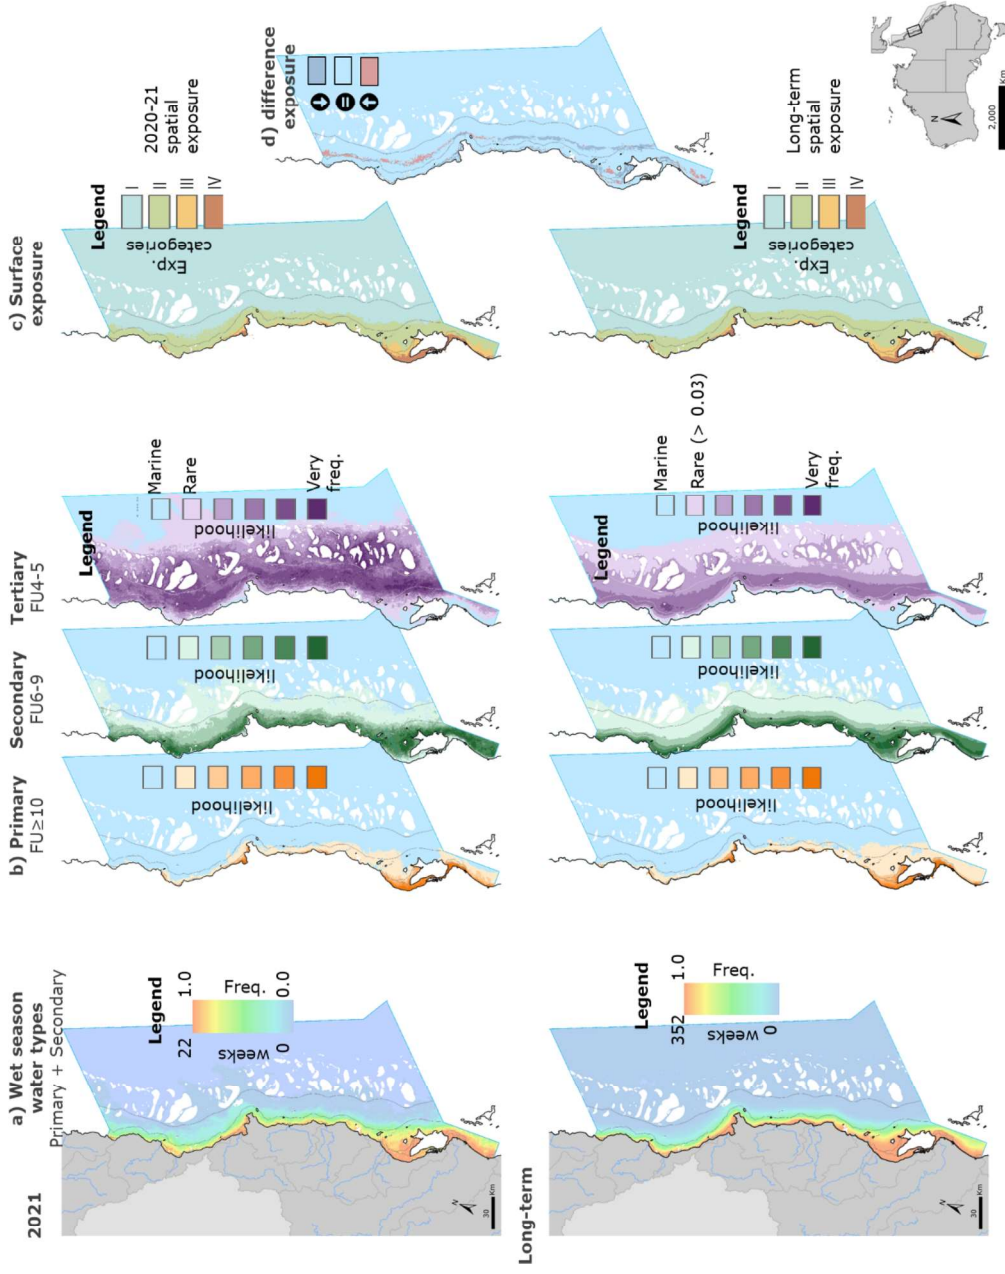 a) Wet season
water types
Primary + Secondary
b) Primary
FU≥10
Secondary
FU6-9
Tertiary
FU4-5
c) Surface
exposure
2021
Legend
22
1.0
weeks
Freq.
0
0.0
N
30
Km
likelihood
likelihood
Legend
Marine
Rare
likelihood
Very
freq.
Legend
Exp.
categories
I
II
III
IV
2020-21
spatial
exposure
d) difference
exposure
Long-term
Legend
352
1.0
weeks
Freq.
0
0
N
30
Km
likelihood
likelihood
Legend
Marine
Rare (> 0.03)
likelihood
Very
freq.
Legend
Exp.
categories
I
II
III
IV
Long-term
spatial
exposure
N
2,000
Km